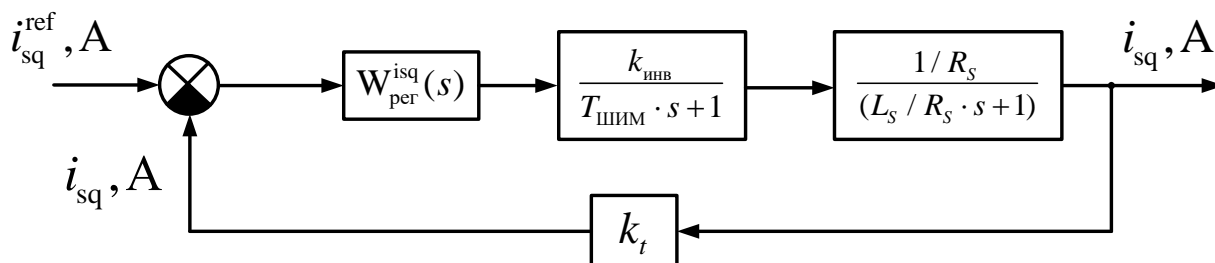 i_sq^ref, A
W_рег^isq(s)
k_инв
T_ШИМ · s + 1
1 / R_S
(L_S / R_S · s + 1)
i_sq, A
i_sq, A
k_t